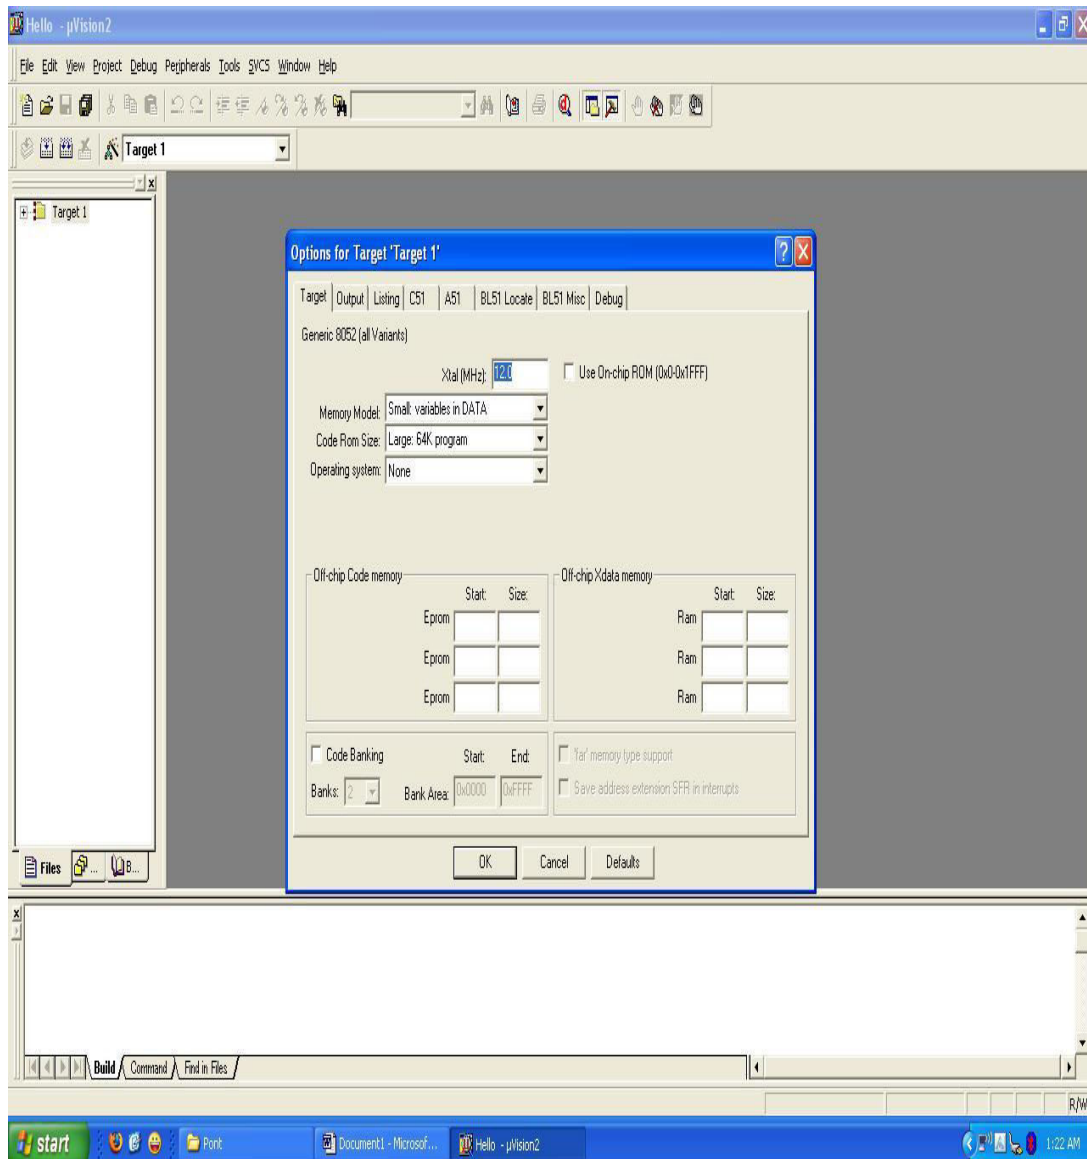 Hello - µVision2
File Edit View Project Debug Peripherals Tools SVCS Window Help
Target 1
Target 1
Options for Target 'Target 1'
Target Output Listing C51 A51 BL51 Locate BL51 Misc Debug
Generic 8052 (all Variants)
Xtal (MHz): 12.0 Use On-chip ROM (0x0-0x1FFF)
Memory Model: Small: variables in DATA
Code Rom Size: Large: 64K program
Operating system: None
Off-chip Code memory Off-chip Xdata memory
Start: Size: Start: Size:
Eprom Ram
Eprom Ram
Eprom Ram
Code Banking Start: End: 'far' memory type support
Banks: 2 Bank Area: 0x0000 0xFFFF Save address extension SFR in interrupts
OK Cancel Defaults
Files ... B...
Build Command Find in Files
R/W
start Pont Document1 - Microsof... Hello - µVision2 1:22 AM